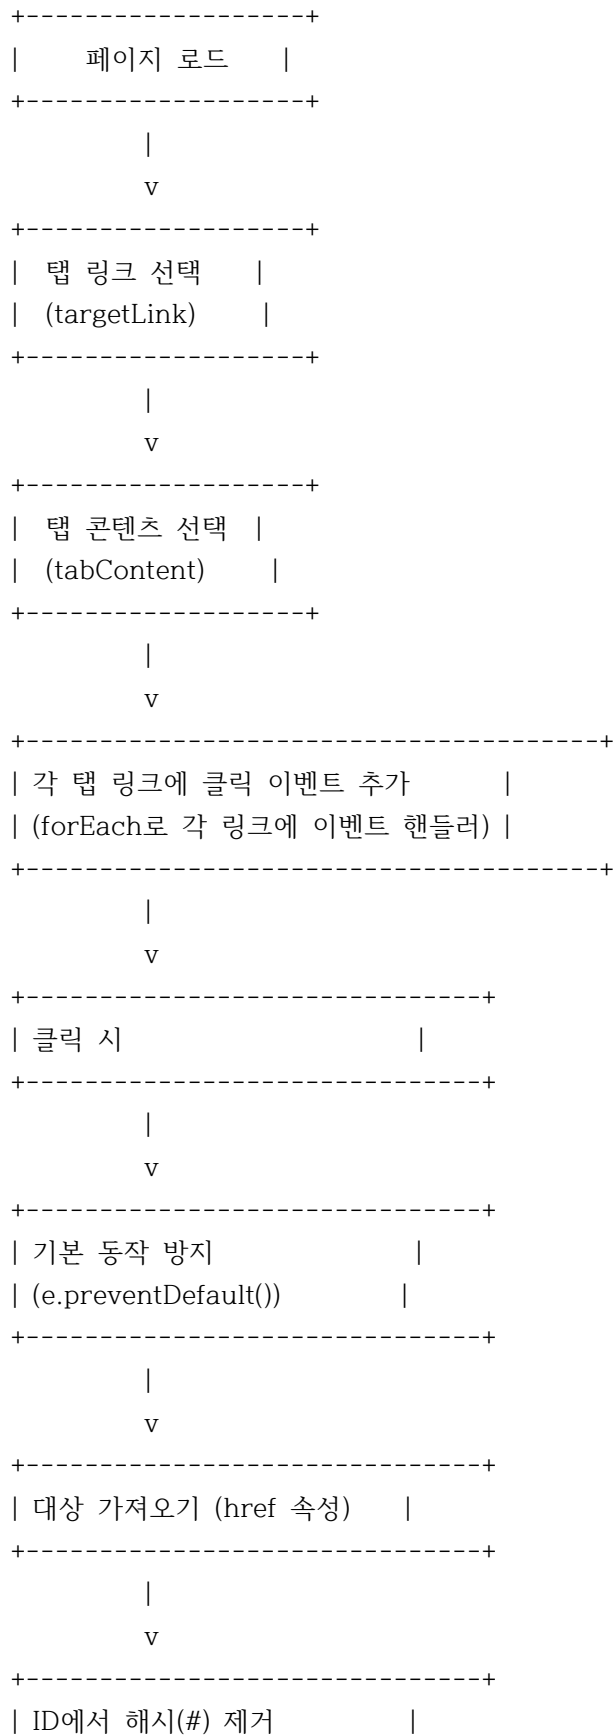 +-------------------+
|    페이지 로드   |
+-------------------+
|
v
+-------------------+
|  탭 링크 선택   |
|  (targetLink)    |
+-------------------+
|
v
+-------------------+
|  탭 콘텐츠 선택  |
|  (tabContent)    |
+-------------------+
|
v
+---------------------------------------+
| 각 탭 링크에 클릭 이벤트 추가      |
| (forEach로 각 링크에 이벤트 핸들러) |
+---------------------------------------+
|
v
+-------------------------------+
| 클릭 시                    |
+-------------------------------+
|
v
+-------------------------------+
| 기본 동작 방지              |
| (e.preventDefault())        |
+-------------------------------+
|
v
+-------------------------------+
| 대상 가져오기 (href 속성)    |
+-------------------------------+
|
v
+-------------------------------+
| ID에서 해시(#) 제거          |